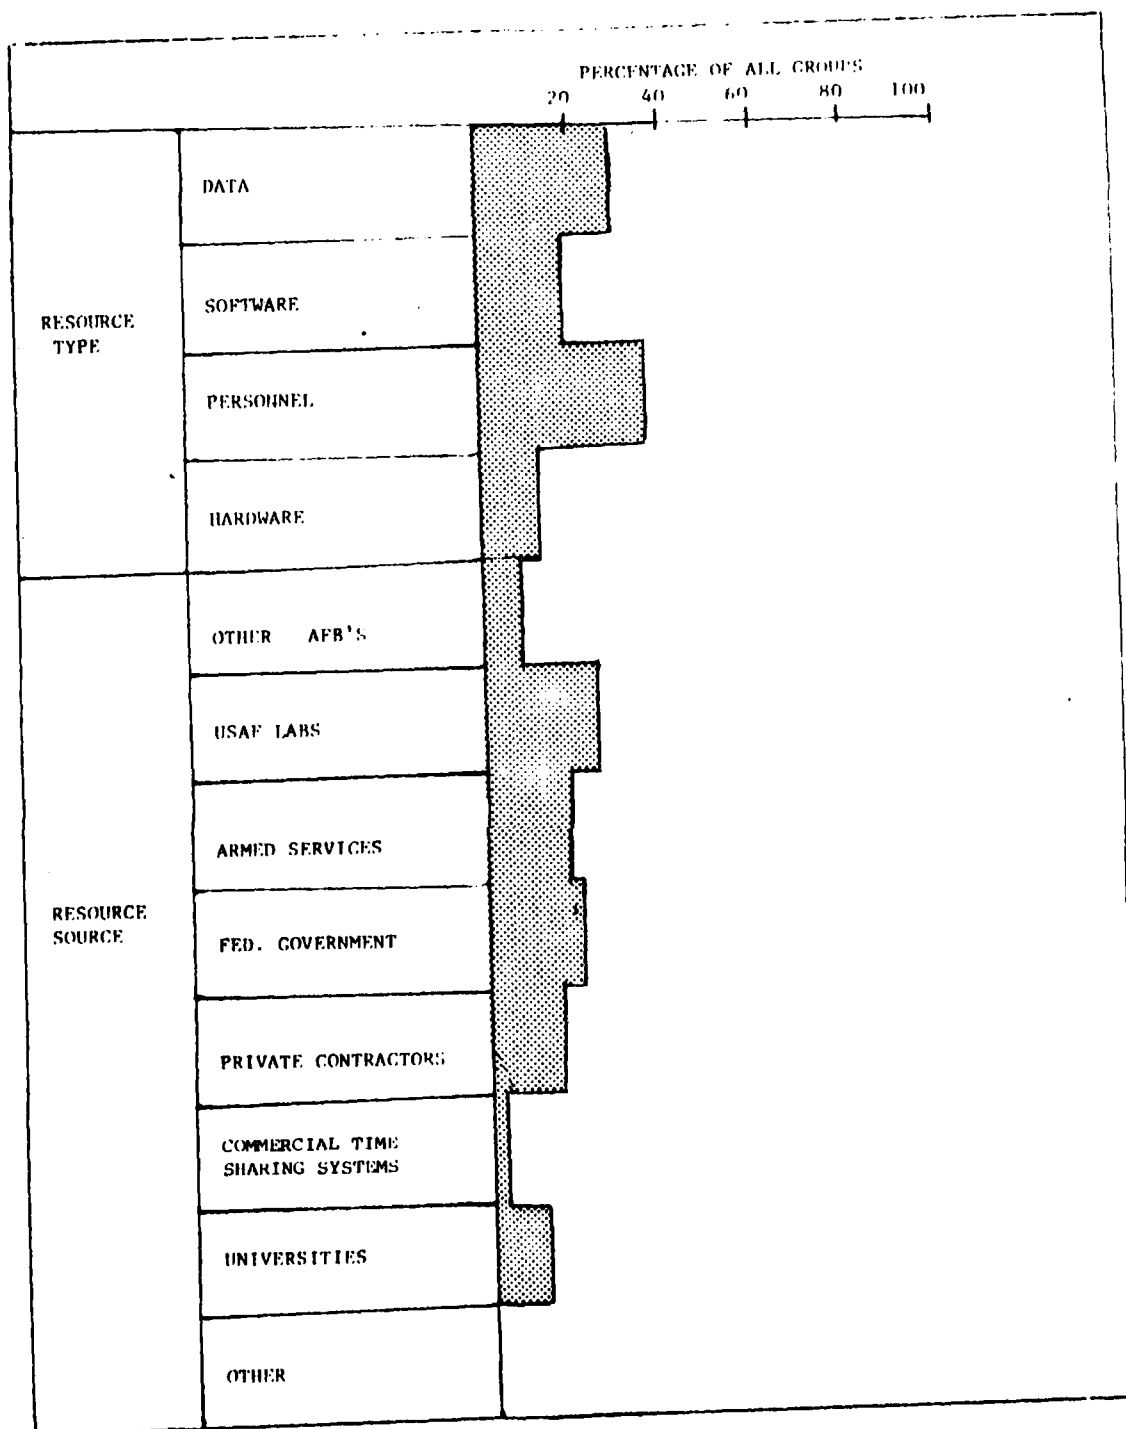 PERCENTAGE OF ALL GROUPS
20 40 60 80 100
RESOURCE
TYPE
DATA
SOFTWARE
PERSONNEL
HARDWARE
RESOURCE
SOURCE
OTHER AFB'S
USAF LABS
ARMED SERVICES
FED. GOVERNMENT
PRIVATE CONTRACTORS
COMMERCIAL TIME
SHARING SYSTEMS
UNIVERSITIES
OTHER